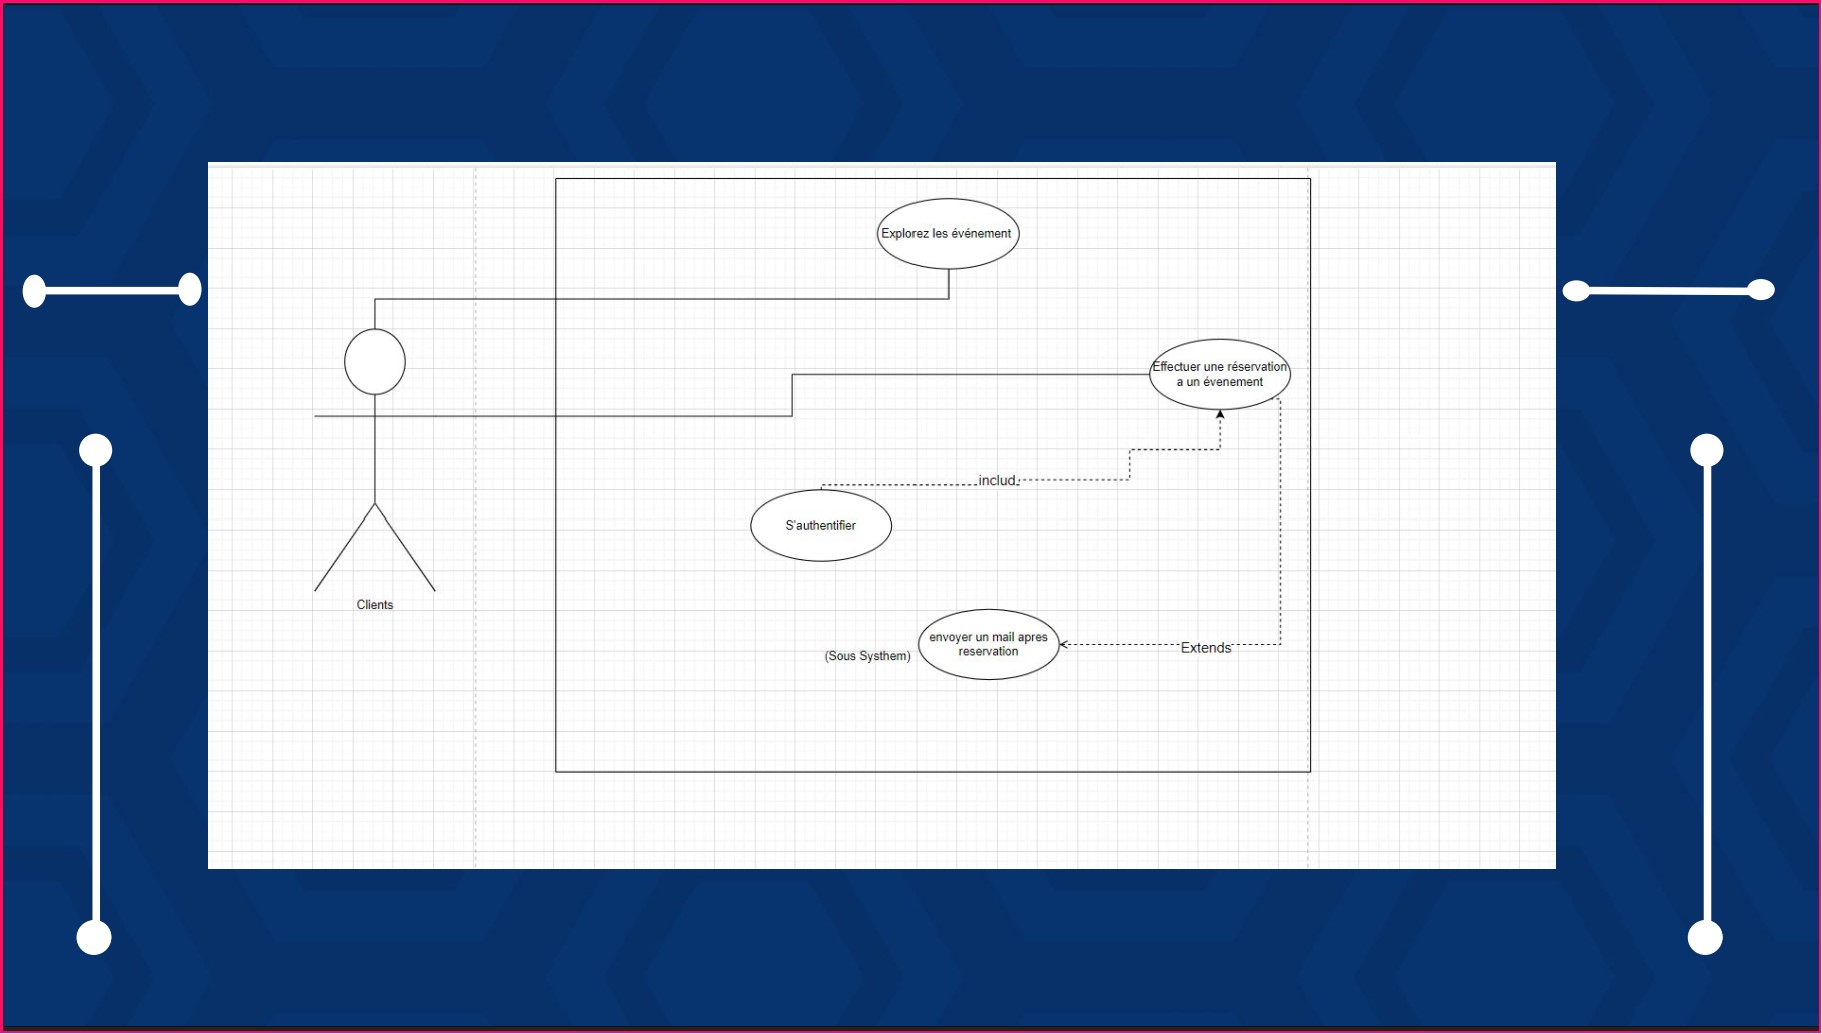 Explorez les événement
Effectuer une réservation
a un évenement
includ.
S'authentifier
Clients
envoyer un mail apres
reservation
(Sous Systhem)
Extends